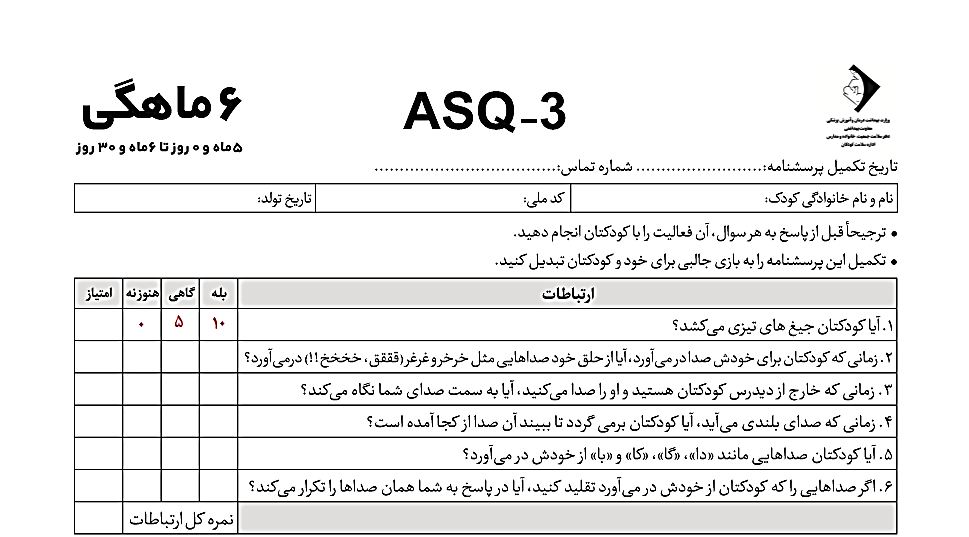 وزارت بهداشت، درمان و آموزش پزشکی
معاونت بهداشتی
دفتر سلامت جمعیت، خانواده و مدارس
اداره سلامت کودکان
ASQ-3
۶ ماهگی
۵ماه و ۰ روز تا ۶ماه و ۳۰ روز
تاریخ تکمیل پرسشنامه:......................... شماره تماس:....................................
نام و نام خانوادگی کودک: کد ملی: تاریخ تولد:
• ترجیحأ قبل از پاسخ به هر سوال، آن فعالیت را با کودکتان انجام دهید.
• تکمیل این پرسشنامه را به بازی جالبی برای خود و کودکتان تبدیل کنید.
ارتباطات بله گاهی هنوزنه امتیاز
۱. آیا کودکتان جیغ های تیزی می‌کشد؟ ۱۰ ۵ ۰
۲. زمانی که کودکتان برای خودش صدا در می‌آورد، آیا از حلق خود صداهایی مثل خرخر و غرغر (قققق، خخخخ!!) درمی‌آورد؟
۳. زمانی که خارج از دیدرس کودکتان هستید و او را صدا می‌کنید، آیا به سمت صدای شما نگاه می‌کند؟
۴. زمانی که صدای بلندی می‌آید، آیا کودکتان برمی گردد تا ببیند آن صدا از کجا آمده است؟
۵. آیا کودکتان صداهایی مانند «دا»، «گا»، «کا» و «با» از خودش در می‌آورد؟
۶. اگر صداهایی را که کودکتان از خودش در می‌آورد تقلید کنید، آیا در پاسخ به شما همان صداها را تکرار می‌کند؟
نمره کل ارتباطات